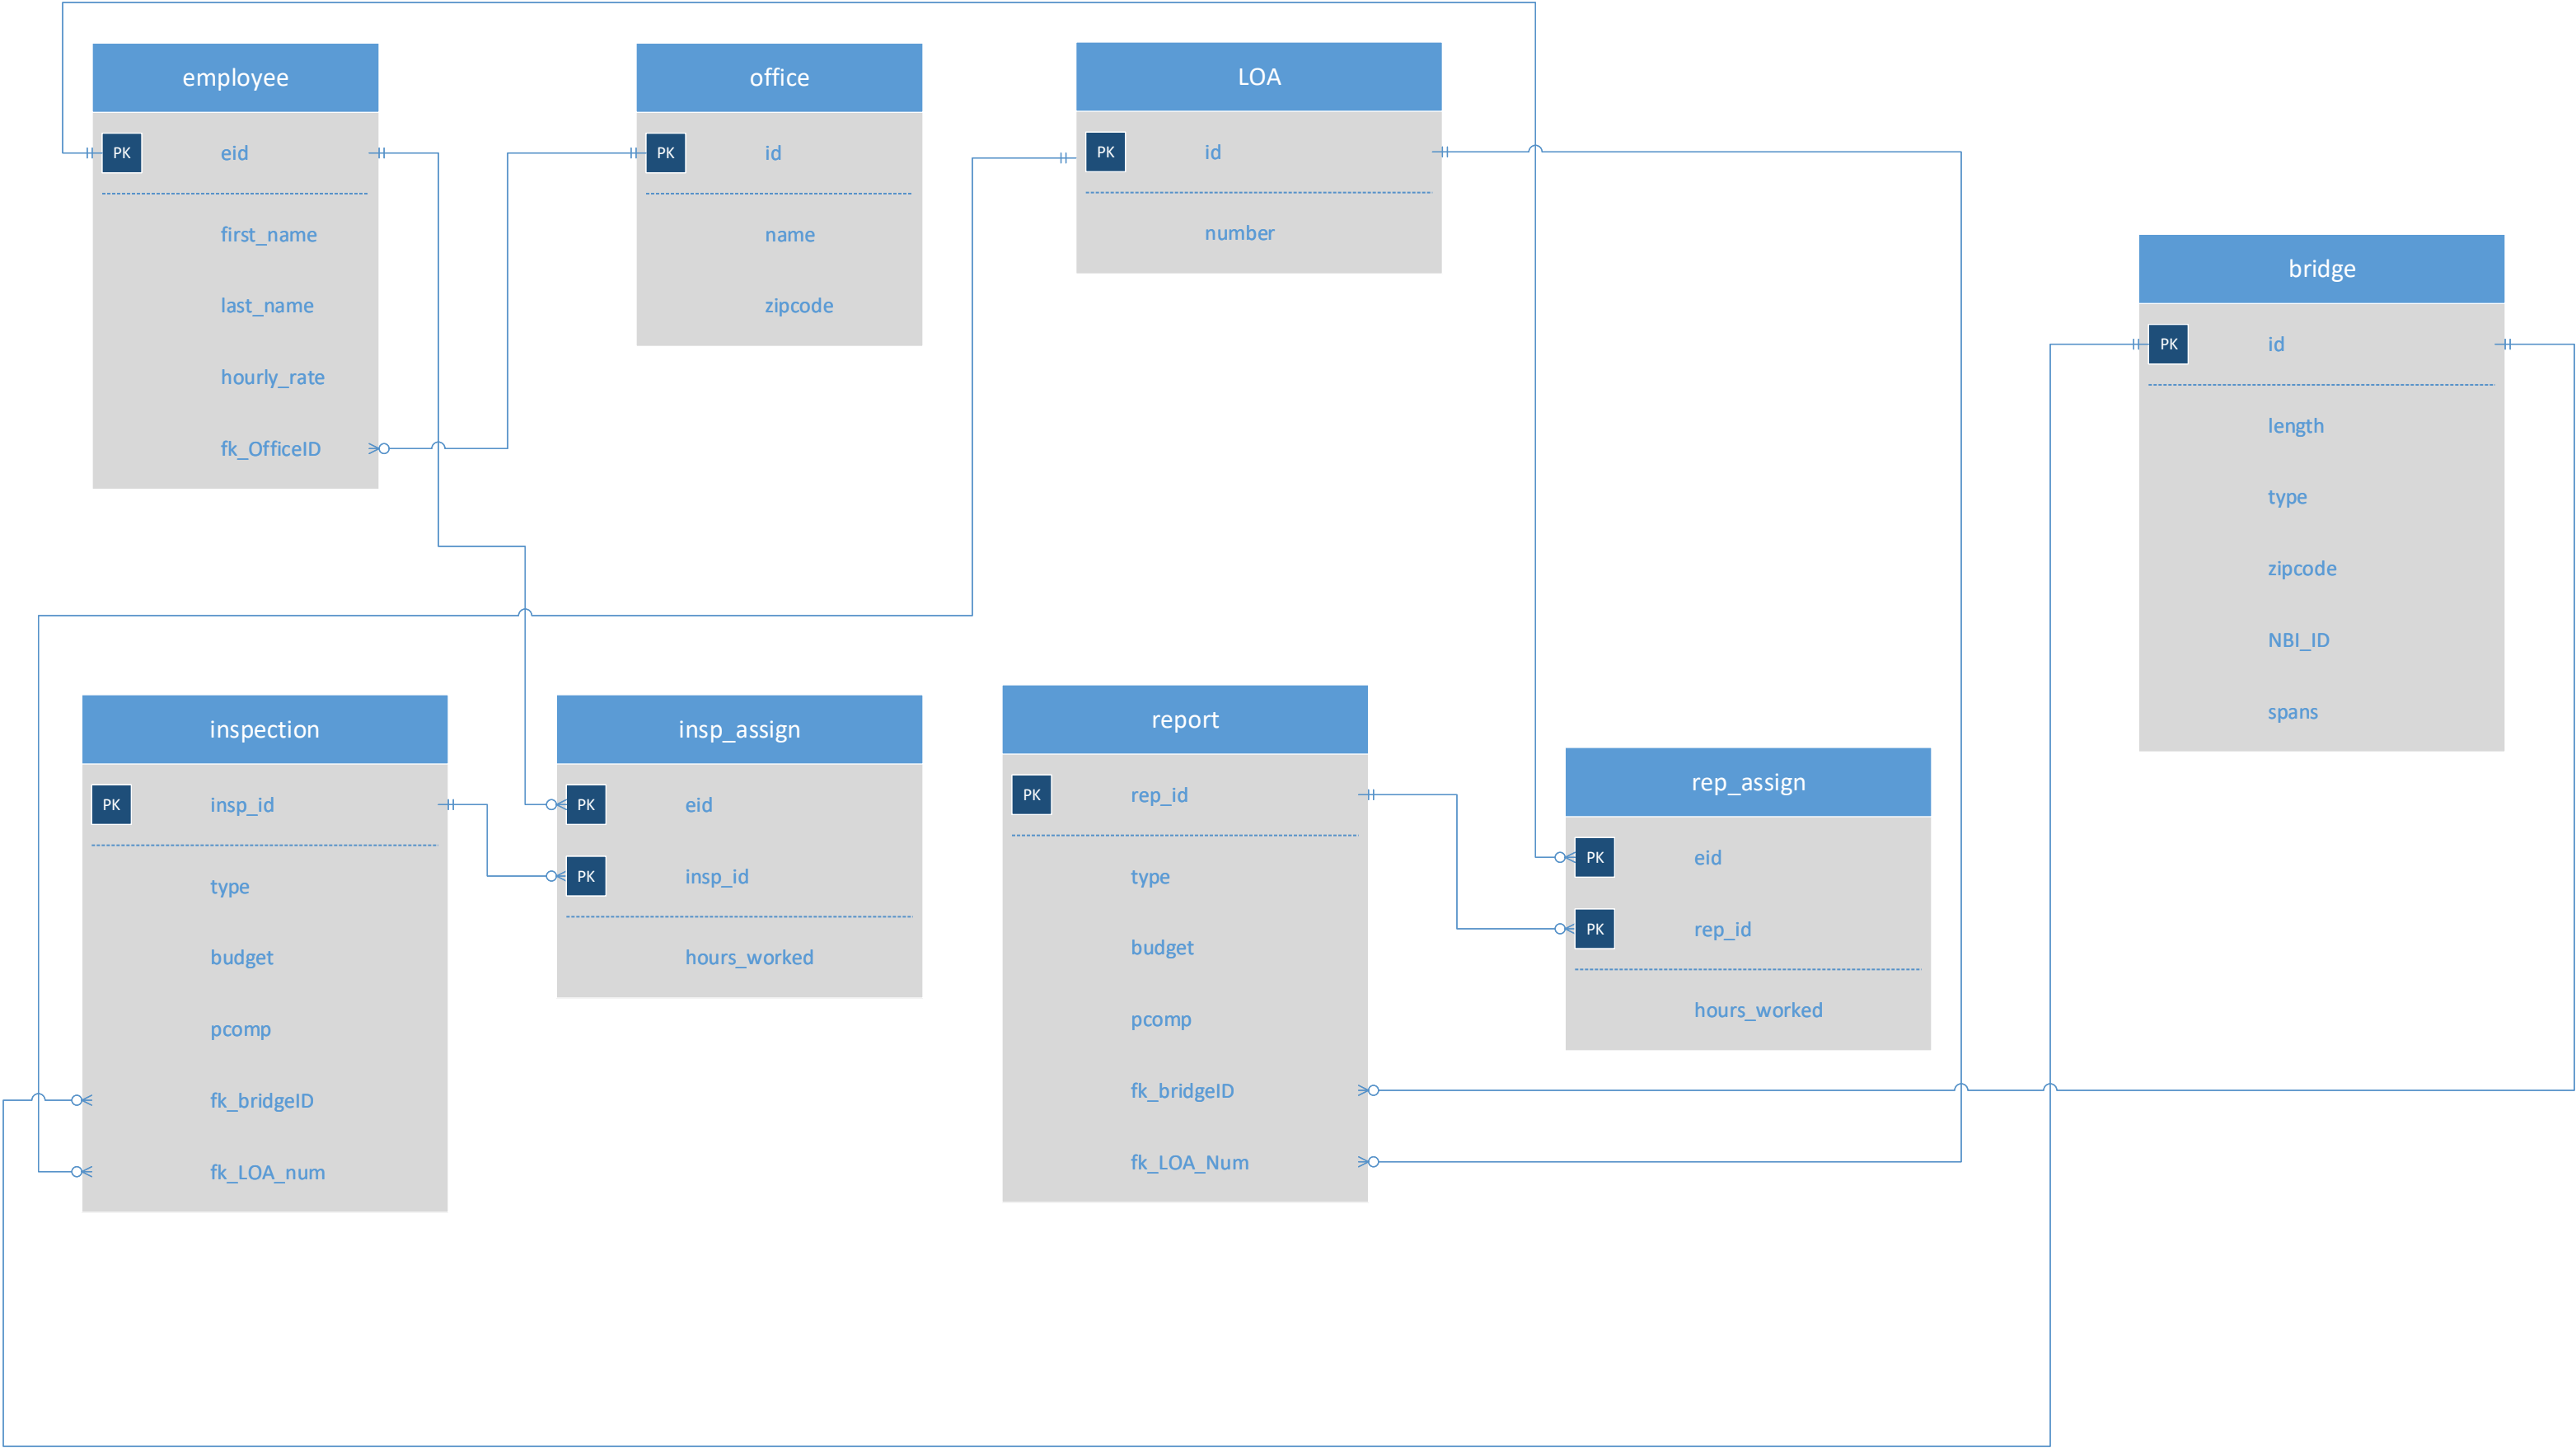 employee
PK eid
first_name
last_name
hourly_rate
fk_OfficeID
office
PK id
name
zipcode
LOA
PK id
number
bridge
PK id
length
type
zipcode
NBI_ID
spans
inspection
PK insp_id
type
budget
pcomp
fk_bridgeID
fk_LOA_num
insp_assign
PK eid
PK insp_id
hours_worked
report
PK rep_id
type
budget
pcomp
fk_bridgeID
fk_LOA_Num
rep_assign
PK eid
PK rep_id
hours_worked